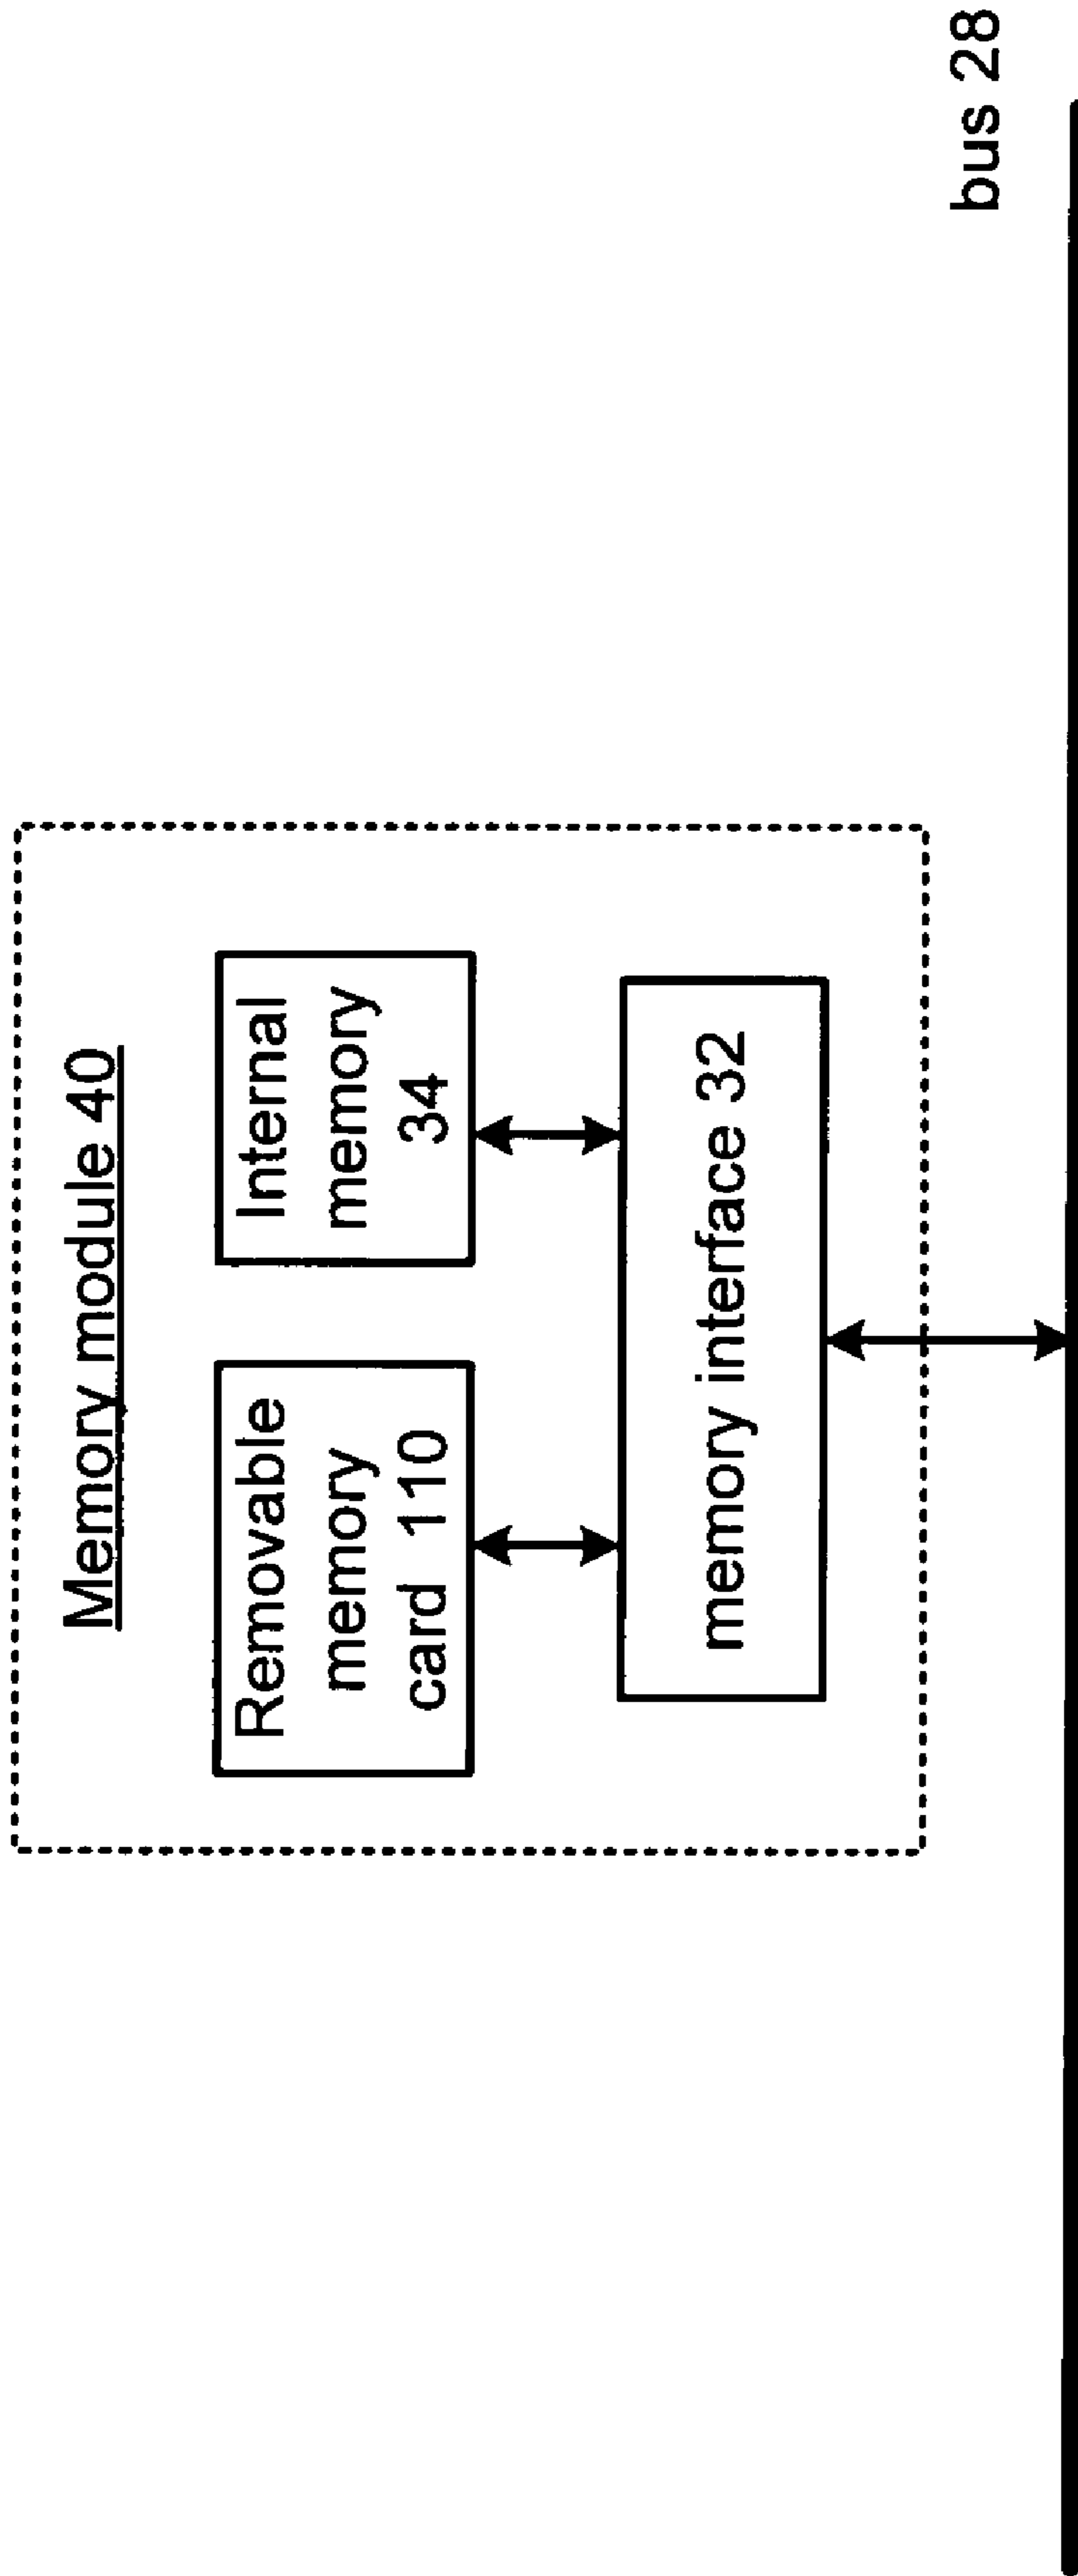 Memory module 40
Removable
memory
card 110
Internal
memory
34
memory interface 32
bus 28